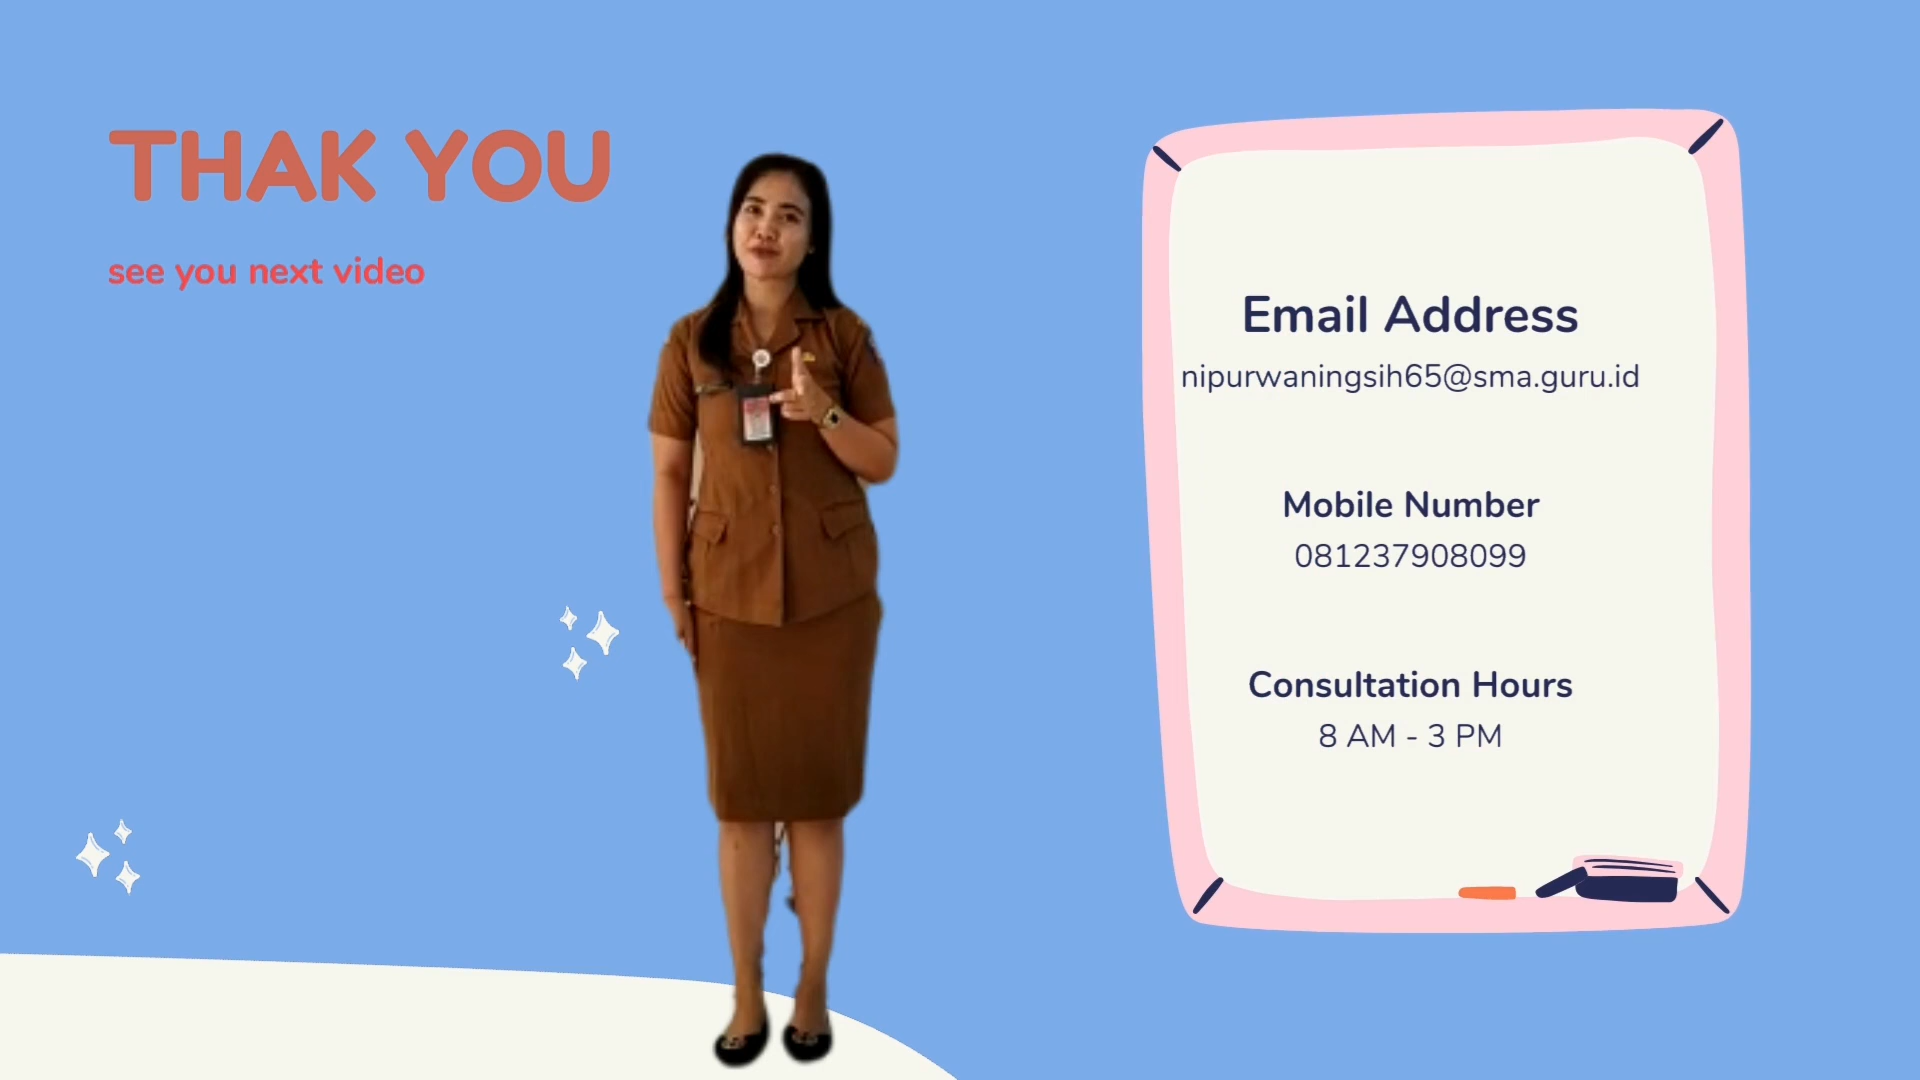 THAK YOU
see you next video
Email Address
nipurwaningsih65@sma.guru.id
Mobile Number
081237908099
Consultation Hours
8 AM - 3 PM